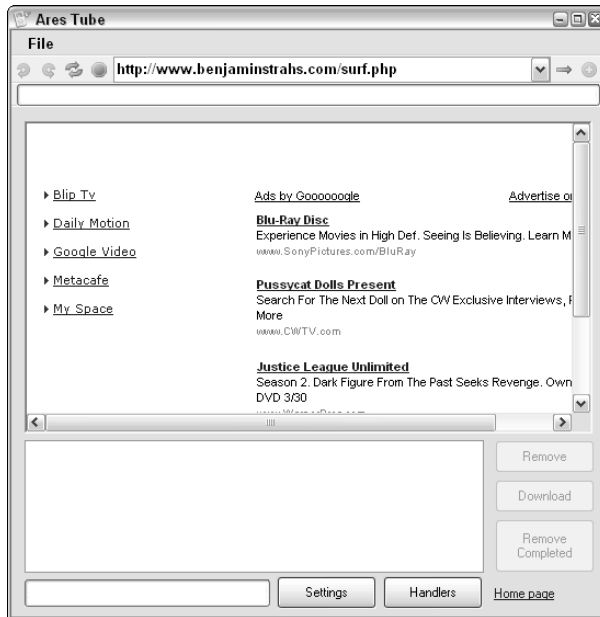 Ares Tube
File
http://www.benjaminstrahs.com/surf.php
Blip Tv
Daily Motion
Google Video
Metacafe
My Space
Ads by Goooooogle
Advertise on
Blu-Ray Disc
Experience Movies in High Def. Seeing Is Believing. Learn M
www.SonyPictures.com/BluRay
Pussycat Dolls Present
Search For The Next Doll on The CW Exclusive Interviews,
More
www.CWTV.com
Justice League Unlimited
Season 2. Dark Figure From The Past Seeks Revenge. Own
DVD 3/30
Remove
Download
Remove
Completed
Settings
Handlers
Home page